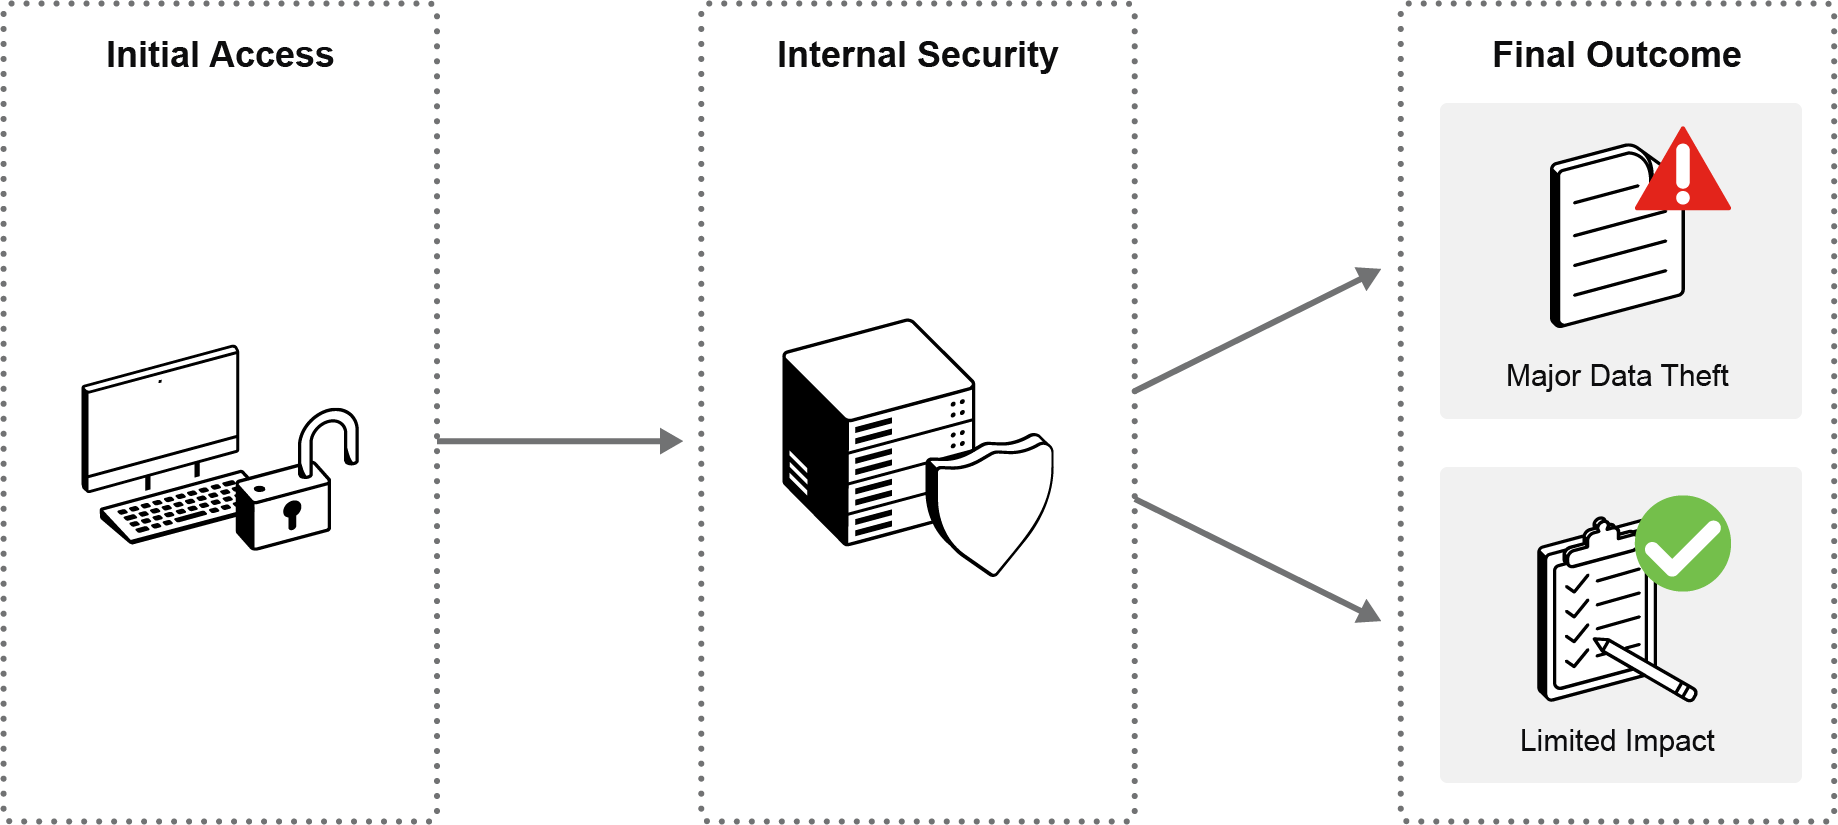 Initial Access
Internal Security
Final Outcome
Major Data Theft
Limited Impact